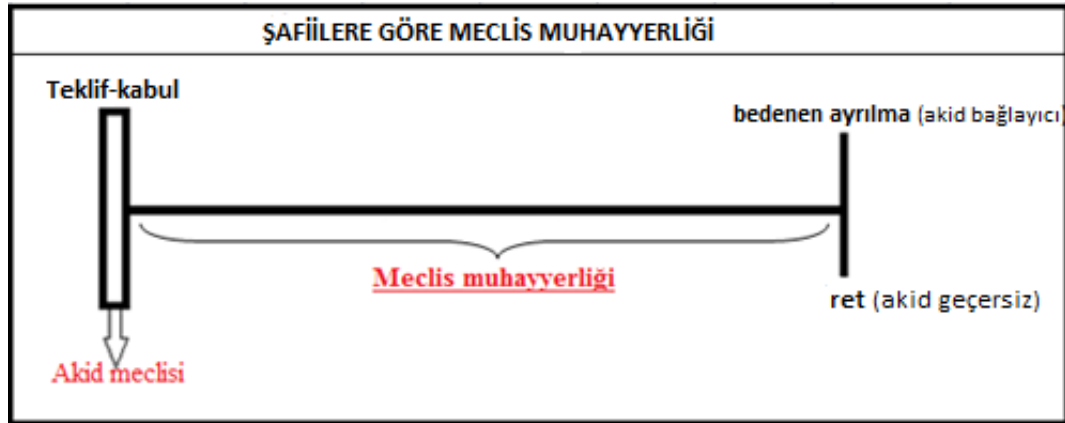 ŞAFİİLERE GÖRE MECLİS MUHAYYERLİĞİ
Teklif-kabul
bedenen ayrılma (akid bağlayıcı)
Meclis muhayyerliği
ret (akid geçersiz)
Akid meclisi